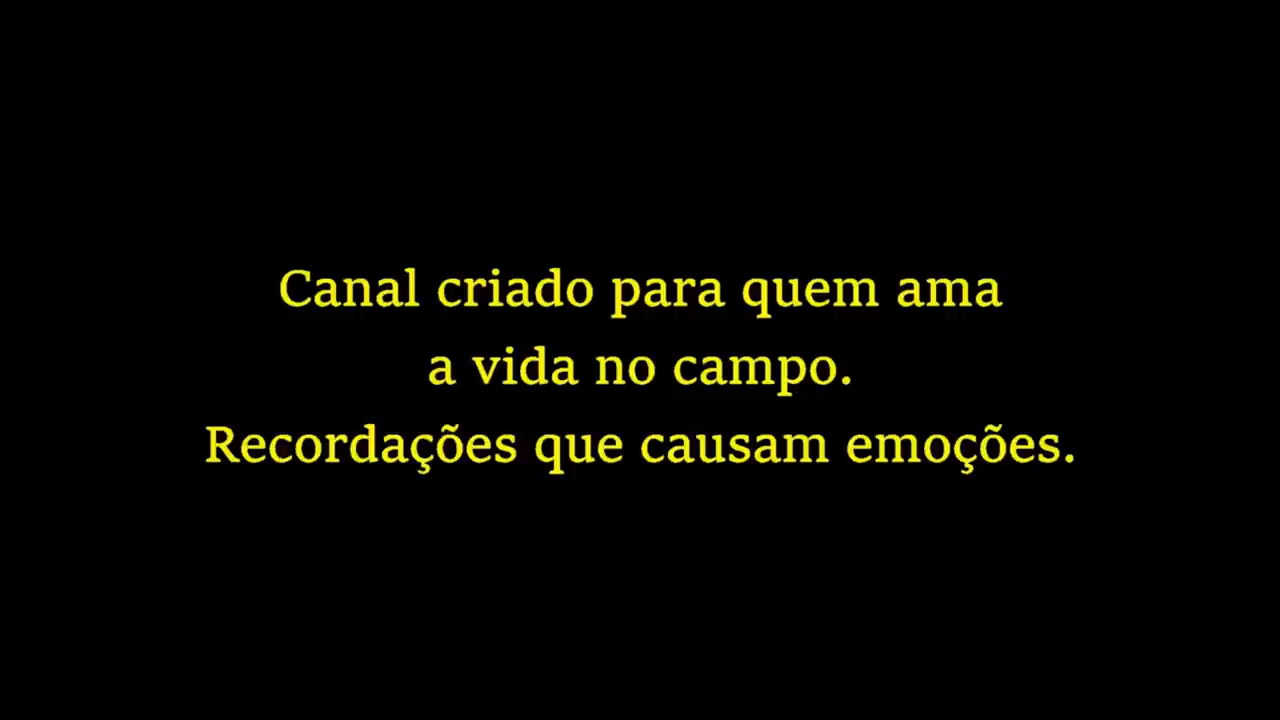 Canal criado para quem ama
a vida no campo.
Recordações que causam emoções.